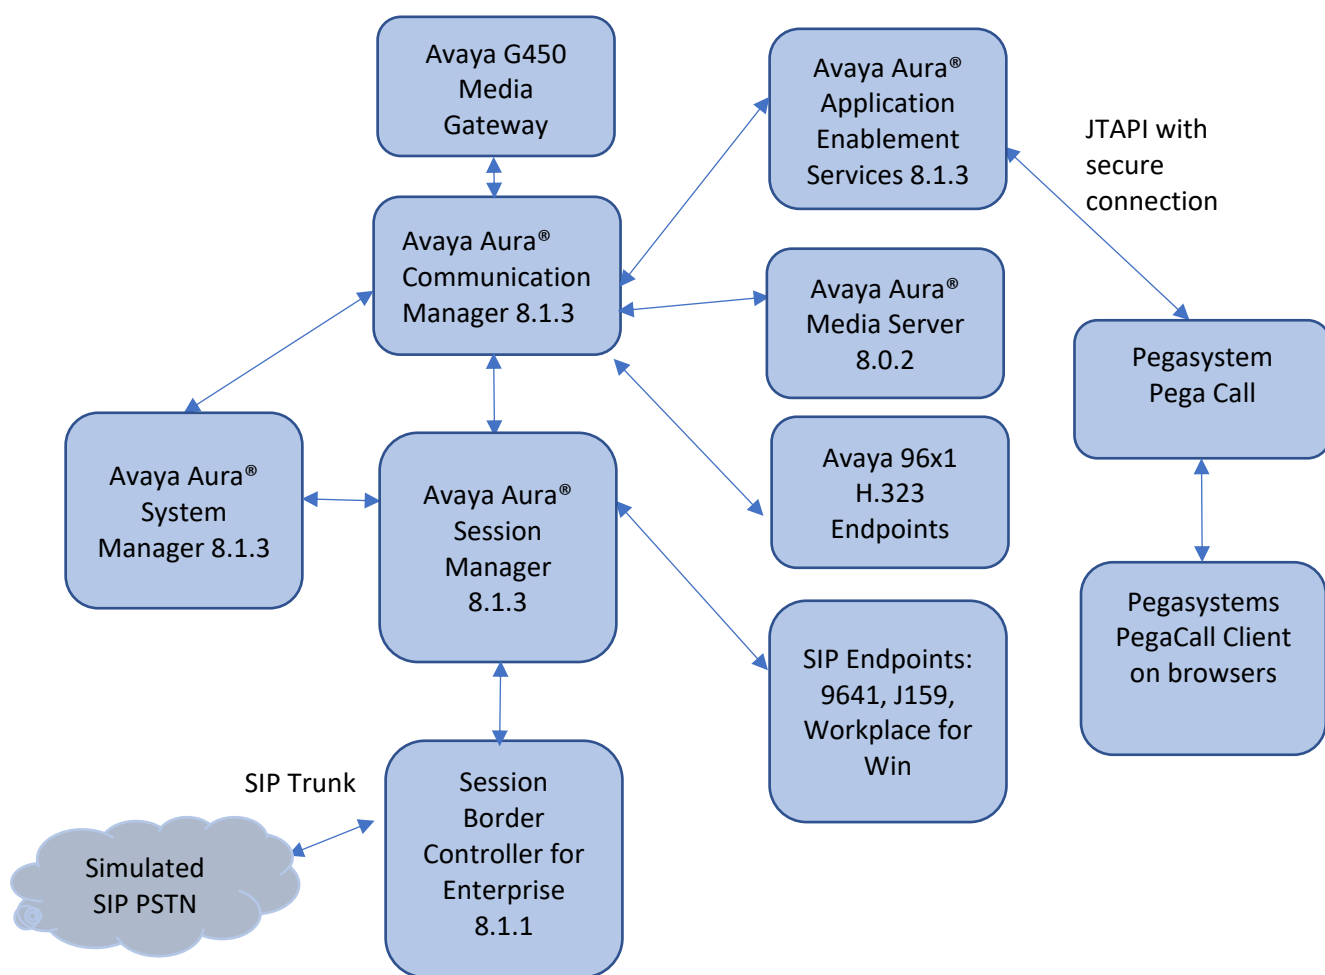 Avaya G450
Media
Gateway
Avaya Aura®
Application
Enablement
Services 8.1.3
JTAPI with
secure
connection
Avaya Aura®
Communication
Manager 8.1.3
Avaya Aura®
Media Server
8.0.2
Pegasystem
Pega Call
Avaya Aura®
System
Manager 8.1.3
Avaya Aura®
Session
Manager
8.1.3
Avaya 96x1
H.323
Endpoints
Pegasystems
PegaCall Client
on browsers
SIP Endpoints:
9641, J159,
Workplace for
Win
SIP Trunk
Session
Border
Controller for
Enterprise
8.1.1
Simulated
SIP PSTN